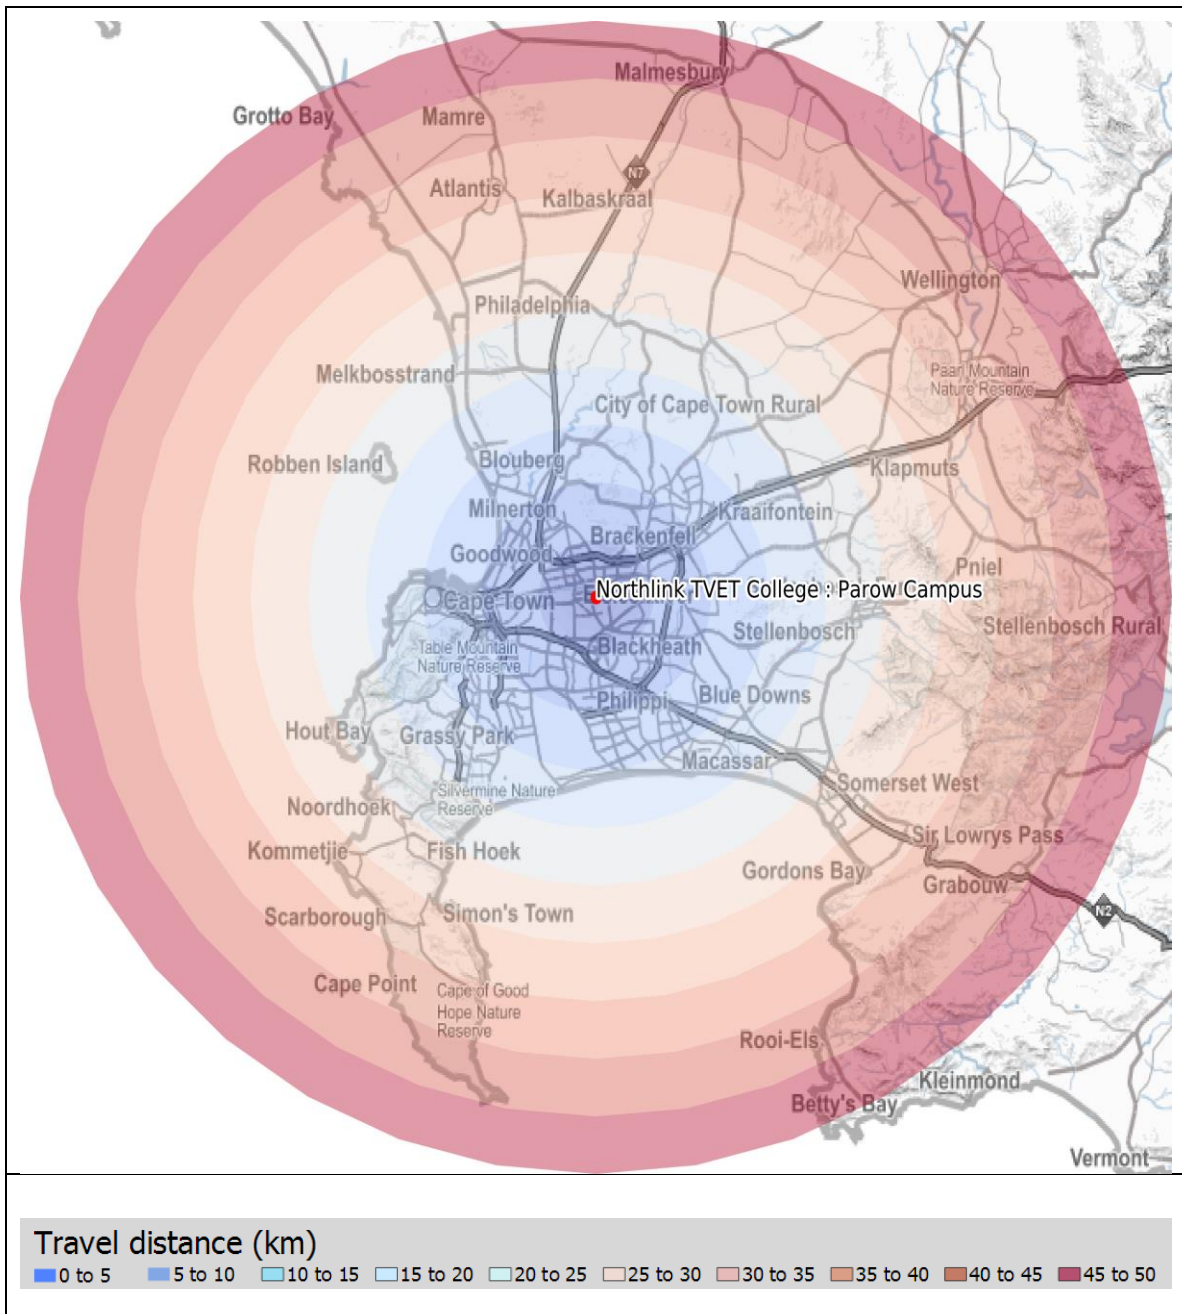 Malmesbury
Grotto Bay
Mamre
N7
Atlantis
Kalbaskraal
Wellington
Philadelphia
Melkbosstrand
Paarl Mountain
Nature Reserve
City of Cape Town Rural
Blouberg
Robben Island
Klapmuts
Milnerton
Kraaifontein
Brackenfell
Goodwood
Pniel
Northlink TVET College : Parow Campus
Cape Town
Stellenbosch Rural
Stellenbosch
Table Mountain
Nature Reserve
Blackheath
Philippi
Blue Downs
Hout Bay
Grassy Park
Macassar
Somerset West
Silvermine Nature
Reserve
Noordhoek
Sir Lowrys Pass
Kommetjie
Fish Hoek
Gordons Bay
Grabouw
N2
Scarborough
Simon's Town
Cape Point
Cape of Good
Hope Nature
Reserve
Rooi-Els
Kleinmond
Betty's Bay
Vermont
Travel distance (km)
0 to 5 5 to 10 10 to 15 15 to 20 20 to 25 25 to 30 30 to 35 35 to 40 40 to 45 45 to 50